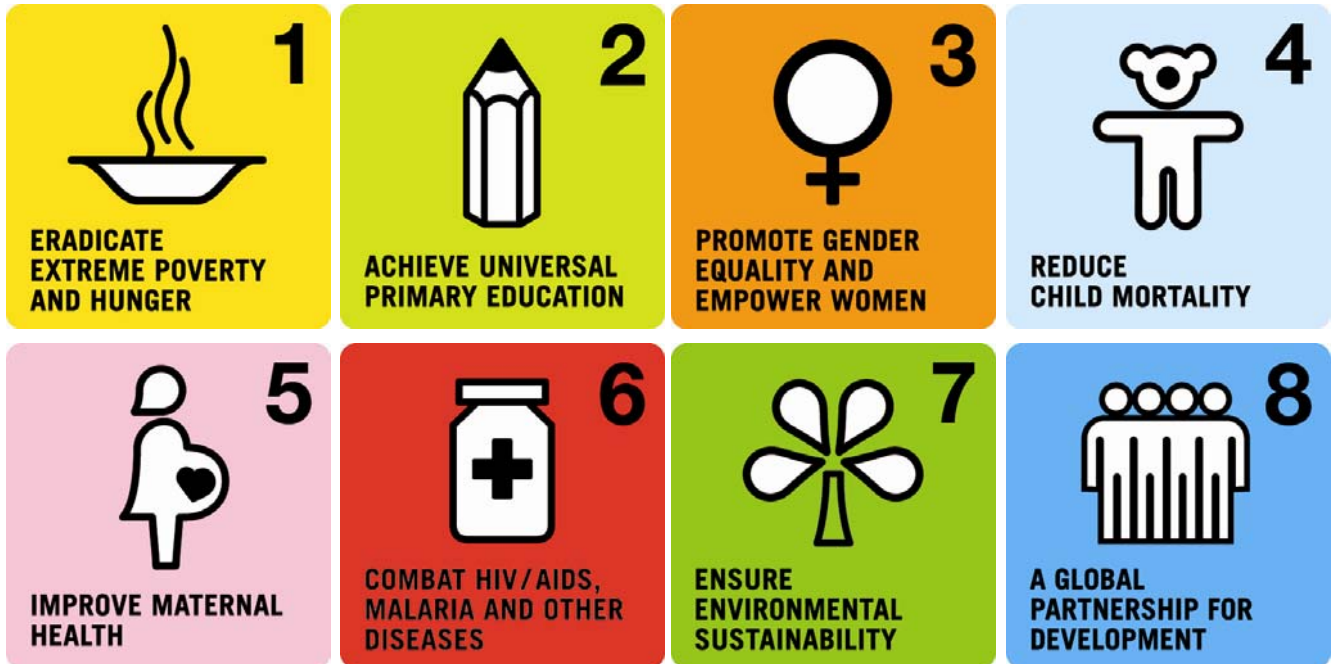 1
ERADICATE
EXTREME POVERTY
AND HUNGER
2
ACHIEVE UNIVERSAL
PRIMARY EDUCATION
3
PROMOTE GENDER
EQUALITY AND
EMPOWER WOMEN
4
REDUCE
CHILD MORTALITY
5
IMPROVE MATERNAL
HEALTH
6
COMBAT HIV/AIDS,
MALARIA AND OTHER
DISEASES
7
ENSURE
ENVIRONMENTAL
SUSTAINABILITY
8
A GLOBAL
PARTNERSHIP FOR
DEVELOPMENT